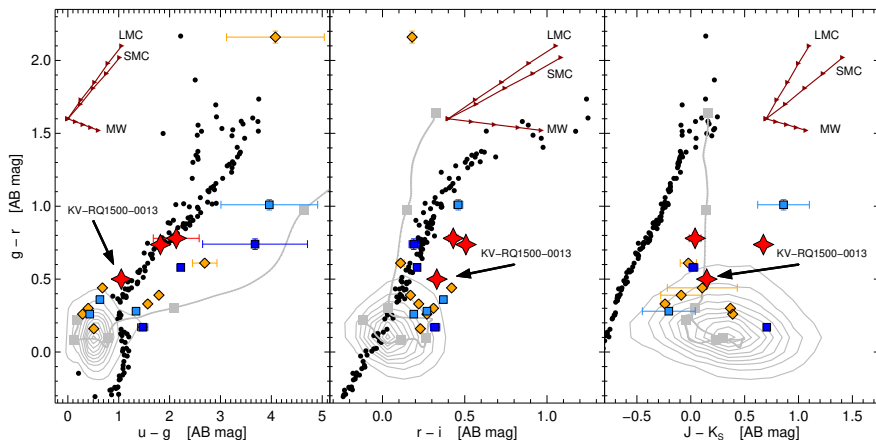 LMC
SMC
MW
KV−RQ1500−0013
LMC
SMC
MW
KV−RQ1500−0013
LMC
SMC
MW
KV−RQ1500−0013
g − r [AB mag]
2.0
1.5
1.0
0.5
0.0
0 1 2 3 4 5
0.0 0.5 1.0
−0.5 0.0 0.5 1.0 1.5
u − g [AB mag]
r − i [AB mag]
J − KS [AB mag]